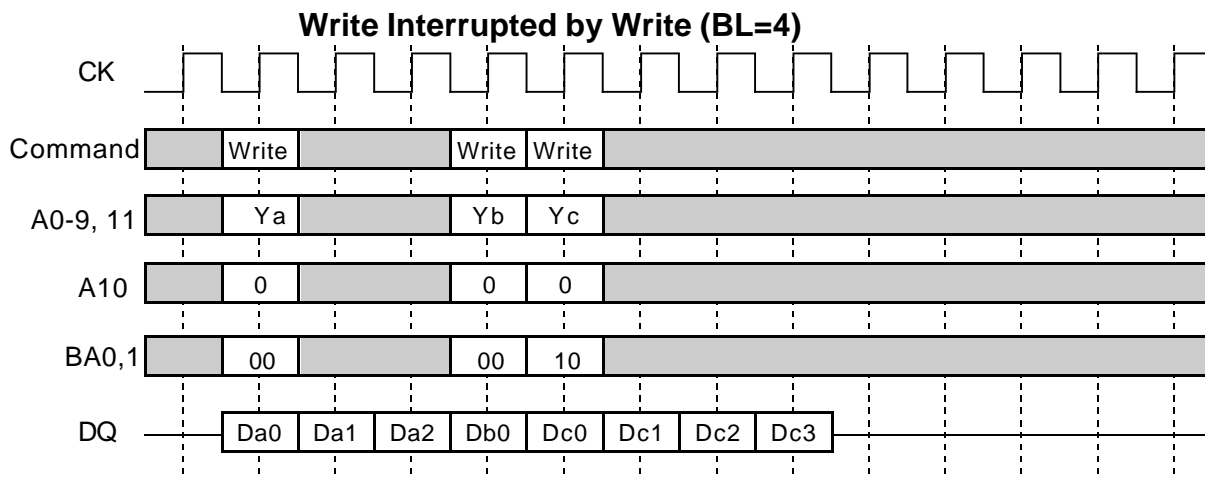 Write Interrupted by Write (BL=4)
CK
Command Write Write Write
A0-9, 11 Ya Yb Yc
A10 0 0 0
BA0,1 00 00 10
DQ Da0 Da1 Da2 Db0 Dc0 Dc1 Dc2 Dc3